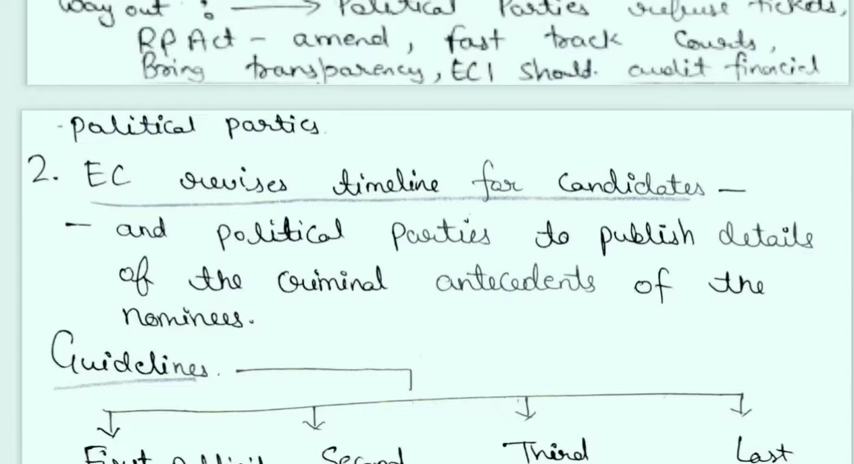 Way out : → Political Parties refuse tickets,
RP Act - amend, fast track Courts,
Bring transparency, ECI should. audit financial
- political parties
2. EC revises timeline for candidates —
- and political parties to publish details
of the criminal antecedents of the
nominees.
Guidelines.
First Second Third Last